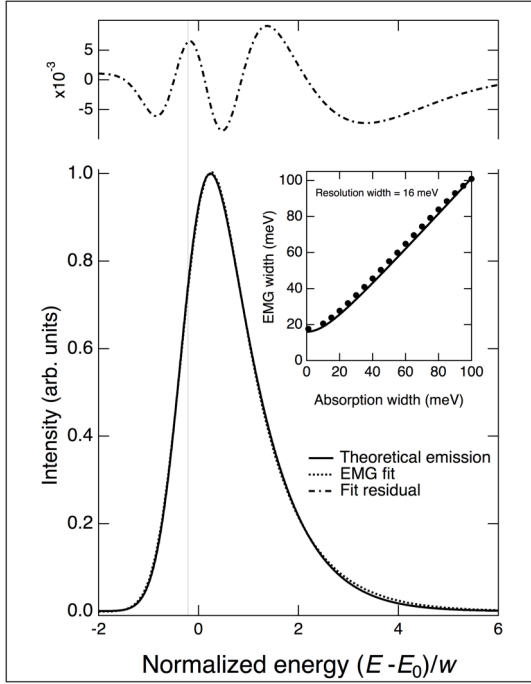 x10-3
5
0
-5
1.0
0.8
0.6
0.4
0.2
0.0
Intensity (arb. units)
-2
0
2
4
6
Normalized energy (E -E0)/w
Resolution width = 16 meV
EMG width (meV)
100
80
60
40
20
0
0
20
40
60
80
100
Absorption width (meV)
Theoretical emission
EMG fit
Fit residual